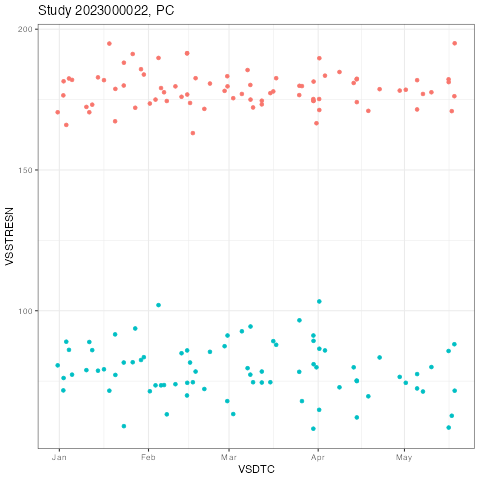 Study 2023000022, PC
VSSTRESN
200
150
100
Jan Feb Mar Apr May
VSDTC